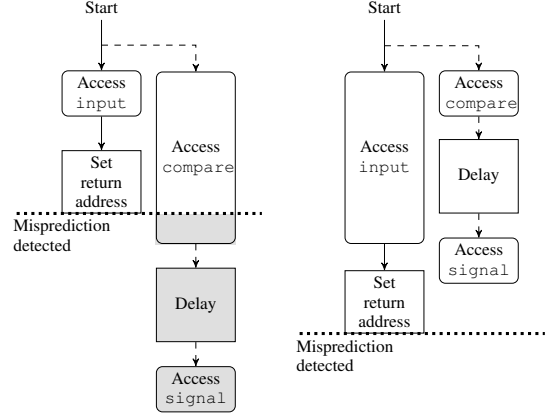 Start
Access
input
Set
return
address
Misprediction
detected
Access
compare
Delay
Access
signal
Start
Access
input
Set
return
address
Misprediction
detected
Access
compare
Delay
Access
signal